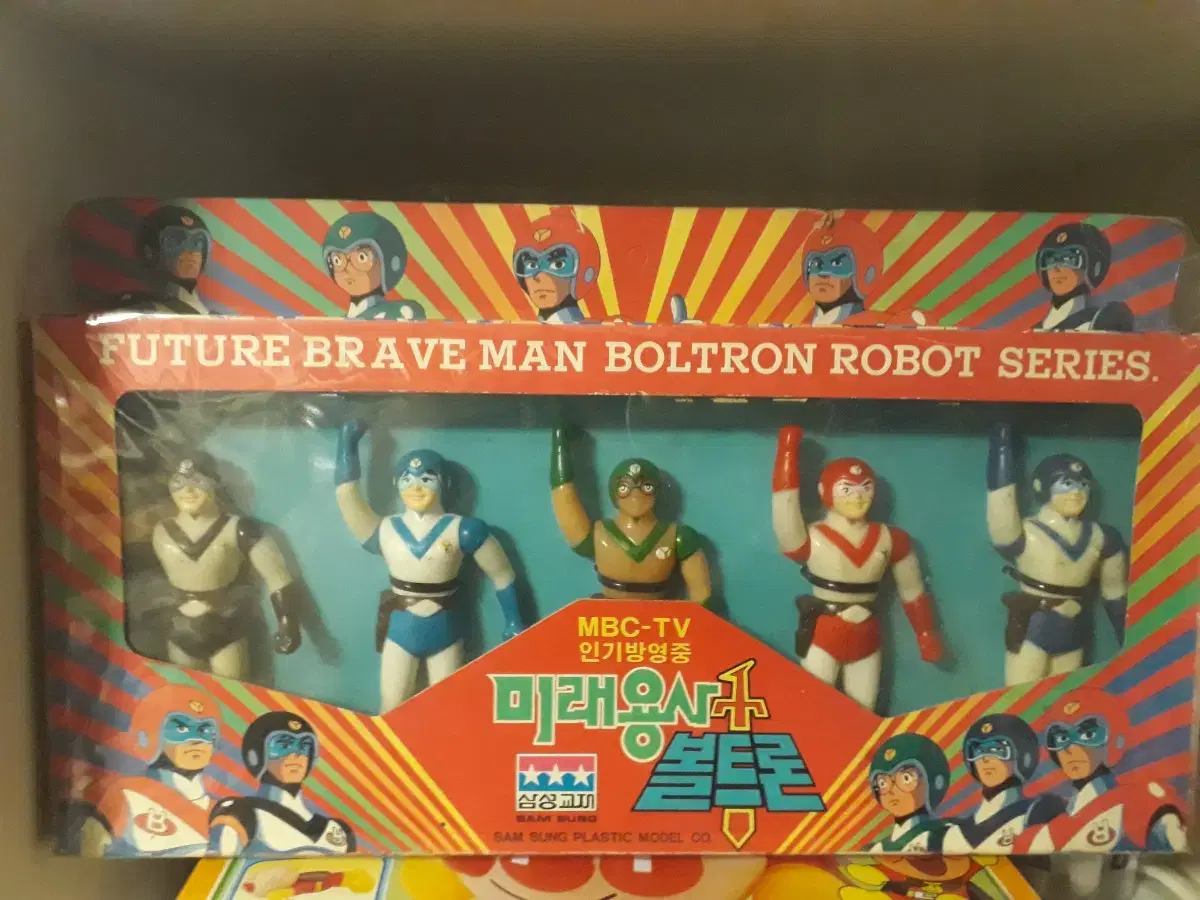 FUTURE BRAVE MAN BOLTRON ROBOT SERIES.
MBC-TV
인기방영중
미래용사
볼트론
삼성교재
SAM SUNG
SAM SUNG PLASTIC MODEL CO.